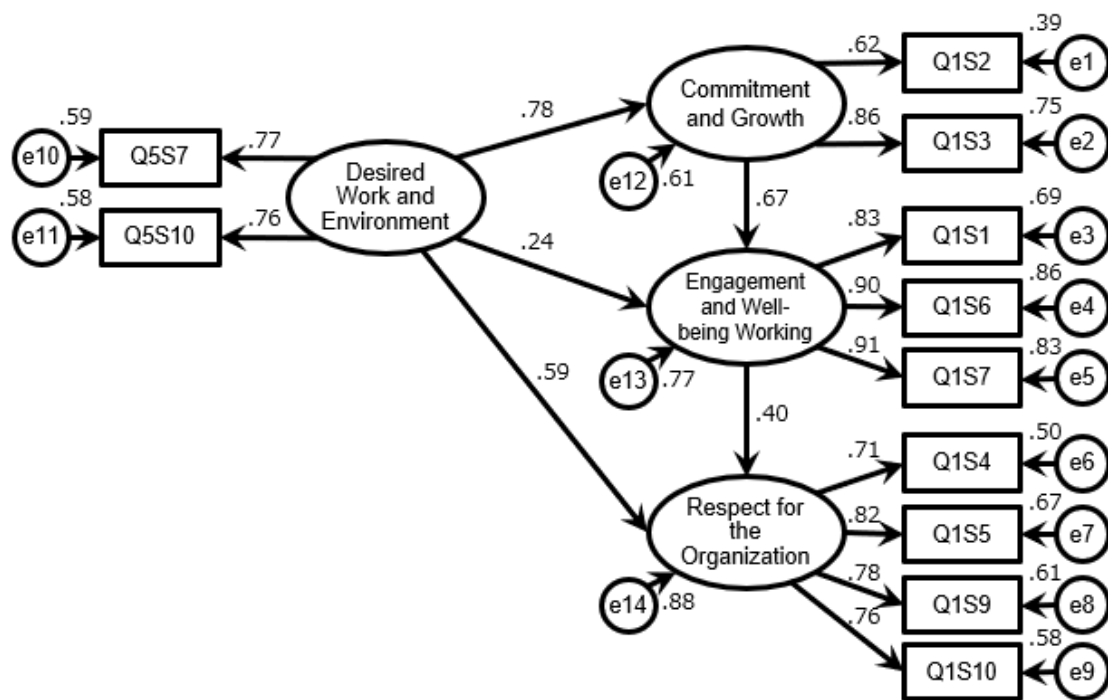 .59
e10
Q5S7
.77
.58
e11
Q5S10
.76
Desired
Work and
Environment
.78
.24
.59
Commitment
and Growth
e12
.61
.67
.62
Q1S2
.39
e1
.86
Q1S3
.75
e2
Engagement
and Well-
being Working
e13
.77
.40
.83
Q1S1
.69
e3
.90
Q1S6
.86
e4
.91
Q1S7
.83
e5
Respect for
the
Organization
e14
.88
.71
Q1S4
.50
e6
.82
Q1S5
.67
e7
.78
Q1S9
.61
e8
.76
Q1S10
.58
e9